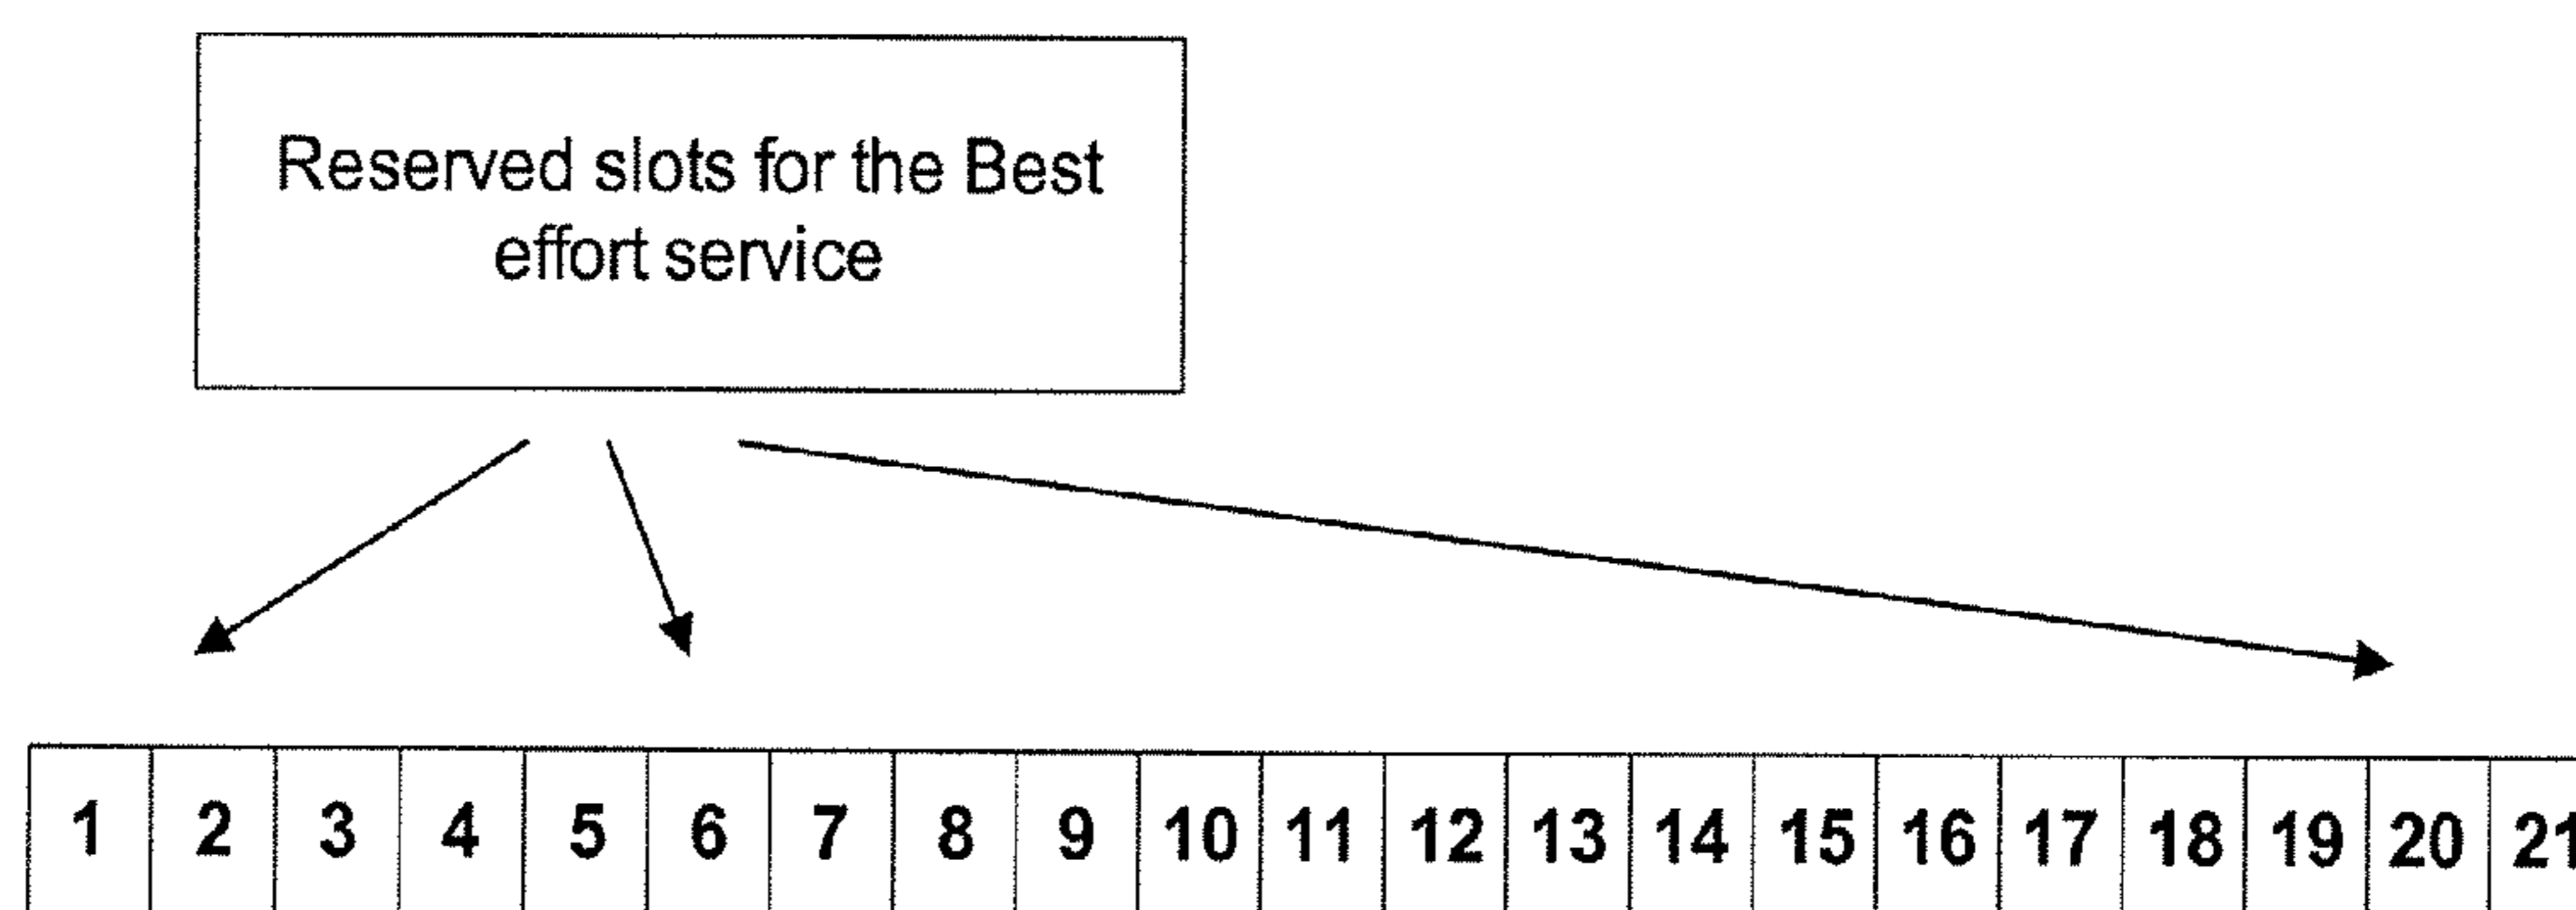 Reserved slots for the Best
effort service
1 2 3 4 5 6 7 8 9 10 11 12 13 14 15 16 17 18 19 20 21